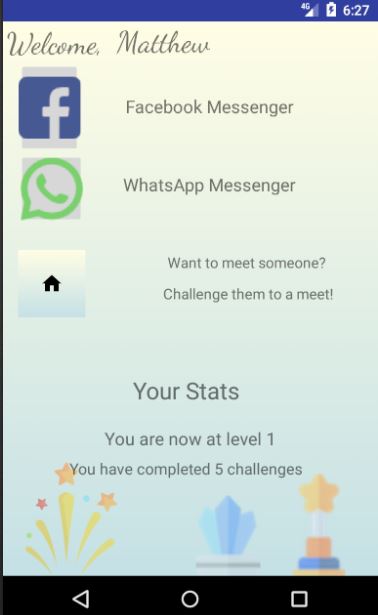 4G 6:27
Welcome, Matthew
Facebook Messenger
WhatsApp Messenger
Want to meet someone?
Challenge them to a meet!
Your Stats
You are now at level 1
You have completed 5 challenges